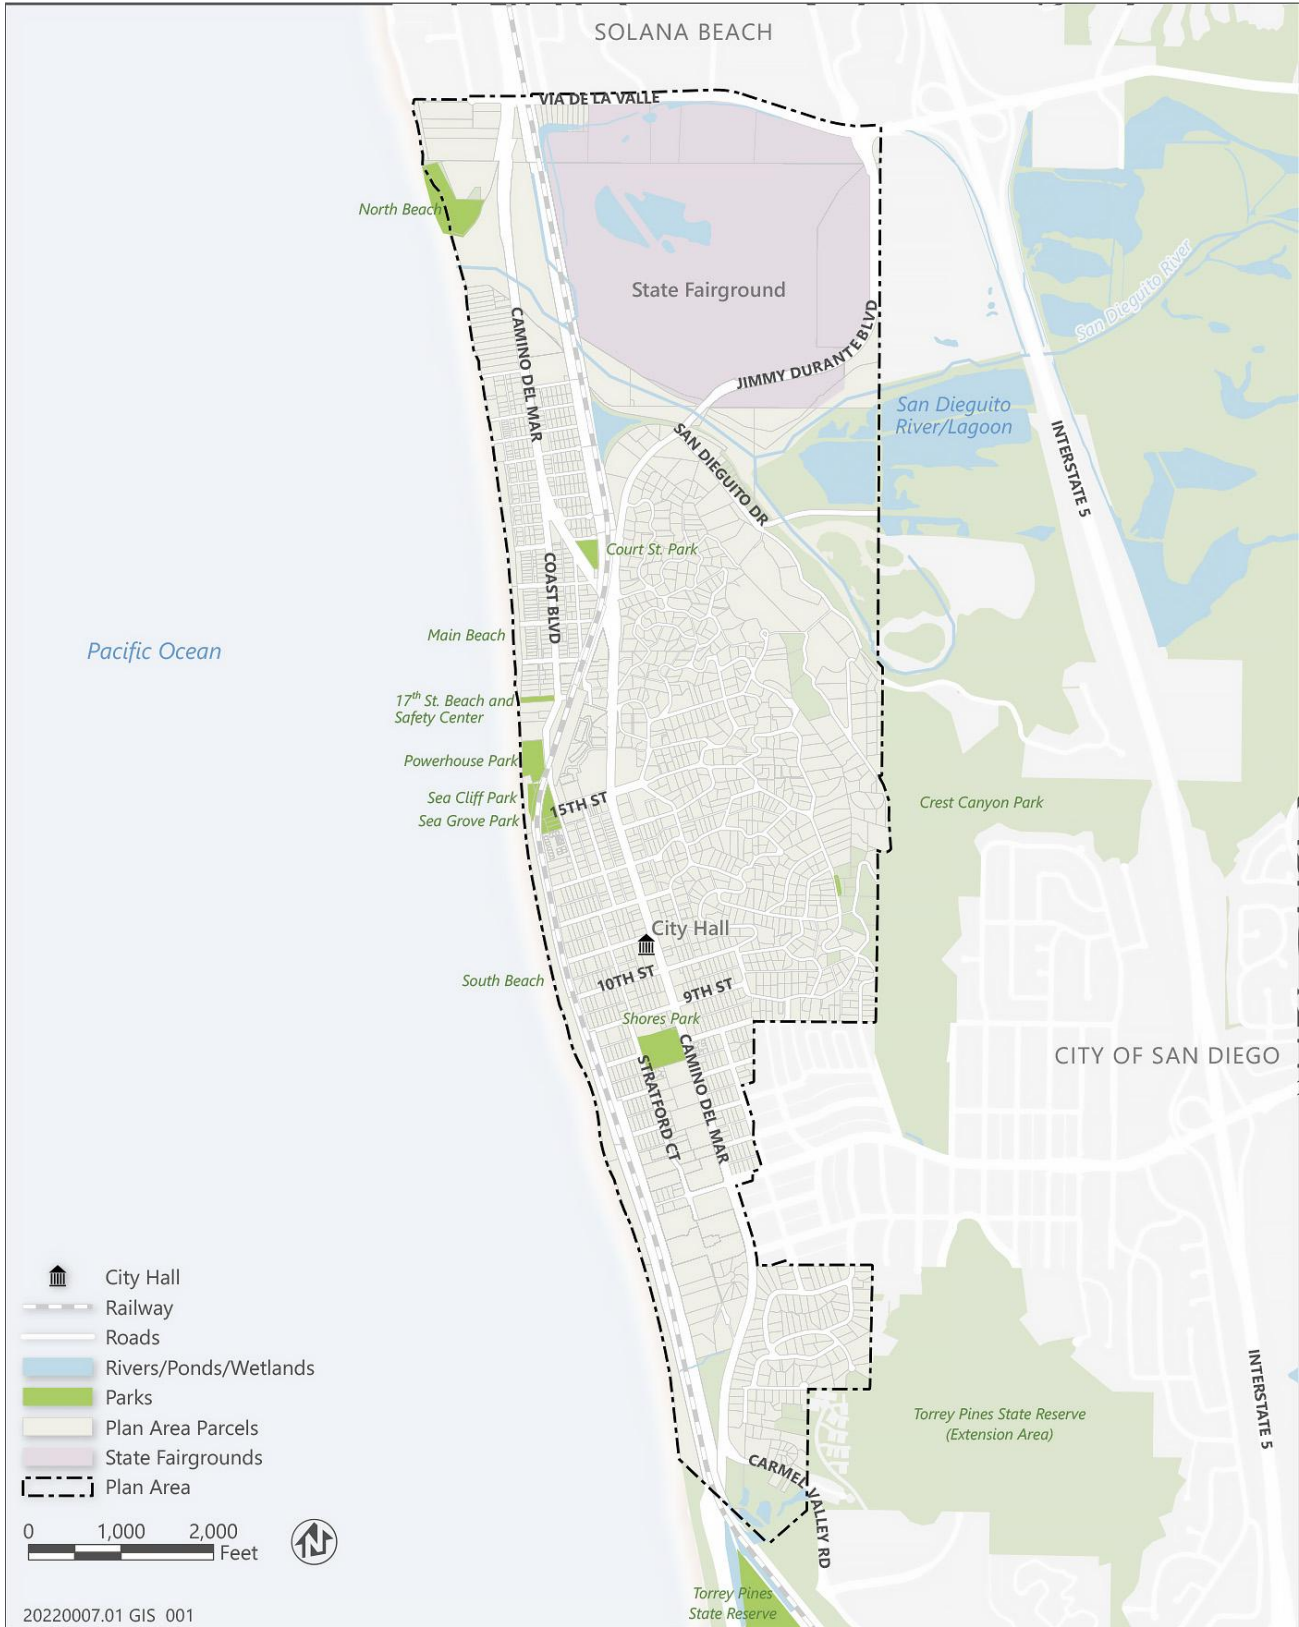 SOLANA BEACH
VIA DE LA VALLE
North Beach
San Dieguito River
State Fairground
CAMINO DEL MAR
JIMMY DURANTE BLVD
San Dieguito
River/Lagoon
INTERSTATE 5
SAN DIEGUITO DR
Court St. Park
COAST BLVD
Main Beach
Pacific Ocean
17th St. Beach and
Safety Center
Powerhouse Park
Sea Cliff Park
15TH ST
Crest Canyon Park
Sea Grove Park
City Hall
South Beach
10TH ST
9TH ST
Shores Park
CITY OF SAN DIEGO
STRATFORD CT
CAMINO DEL MAR
City Hall
Railway
Roads
Rivers/Ponds/Wetlands
Parks
Plan Area Parcels
State Fairgrounds
Plan Area
INTERSTATE 5
Torrey Pines State Reserve
(Extension Area)
CARMEL VALLEY RD
0 1,000 2,000
Feet
N
Torrey Pines
State Reserve
20220007.01 GIS 001